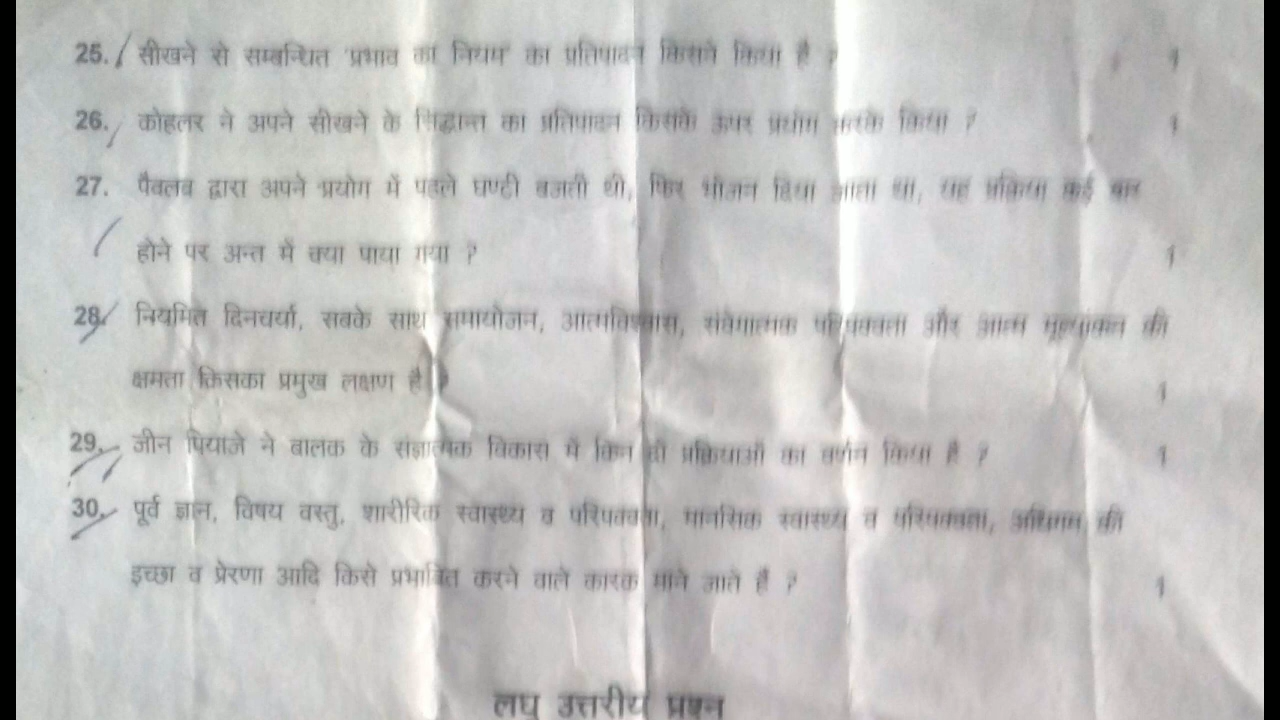 25. सीखने से सम्बन्धित 'प्रभाव का नियम' का प्रतिपादन किसने किया है ? 1
26. कोहलर ने अपने सीखने के सिद्धान्त का प्रतिपादन किसके ऊपर प्रयोग करके किया ? 1
27. पैवलव द्वारा अपने प्रयोग में पहले घण्टी बजती थी, फिर भोजन दिया जाता था, यह प्रक्रिया कई बार
होने पर अन्त में क्या पाया गया ? 1
28. नियमित दिनचर्या, सबके साथ समायोजन, आत्मविश्वास, संवेगात्मक परिपक्वता और आत्म मूल्यांकन की
क्षमता किसका प्रमुख लक्षण है ? 1
29. जीन पियाजे ने बालक के संज्ञात्मक विकास में किन दो प्रक्रियाओं का वर्णन किया है ? 1
30. पूर्व ज्ञान, विषय वस्तु, शारीरिक स्वास्थ्य व परिपक्वता, मानसिक स्वास्थ्य व परिपक्वता, अधिगम की
इच्छा व प्रेरणा आदि किसे प्रभावित करने वाले कारक माने जाते हैं ? 1
लघु उत्तरीय प्रश्न